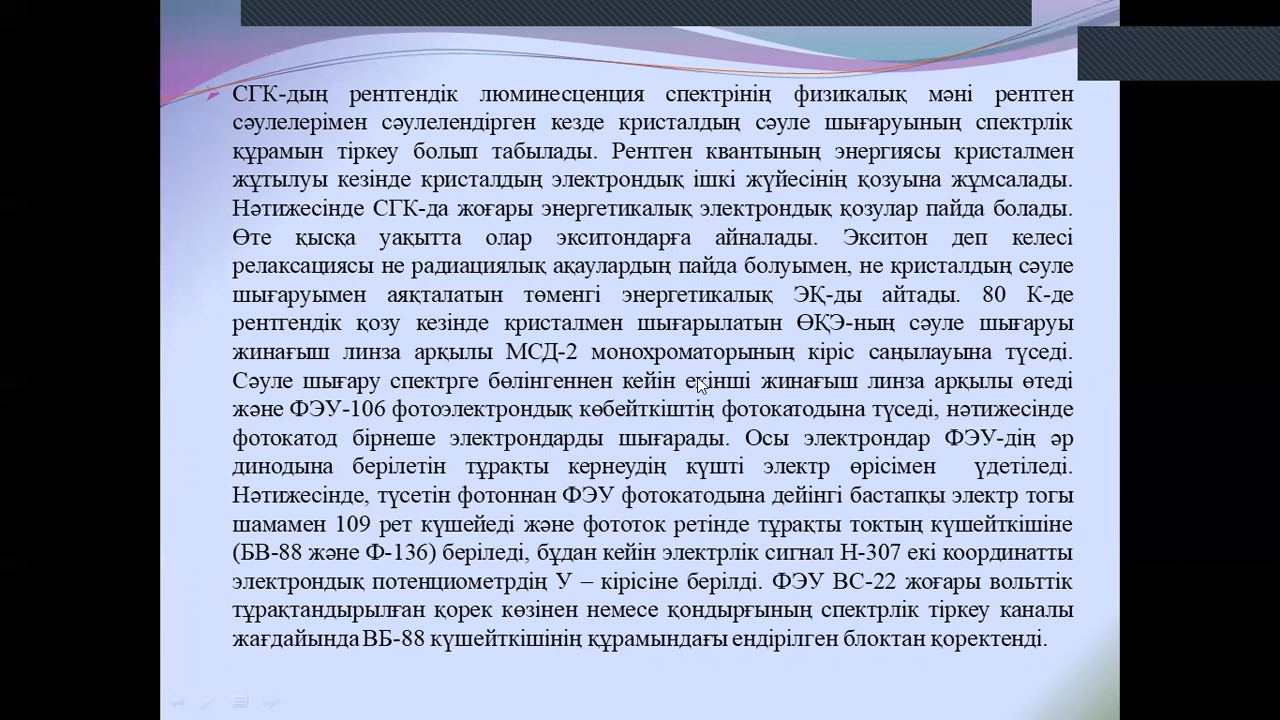 СГК-дың рентгендік люминесценция спектрінің физикалық мәні рентген
сәулелерімен сәулелендірген кезде кристалдың сәуле шығаруының спектрлік
құрамын тіркеу болып табылады. Рентген квантының энергиясы кристалмен
жұтылуы кезінде кристалдың электрондық ішкі жүйесінің қозуына жұмсалады.
Нәтижесінде СГК-да жоғары энергетикалық электрондық қозулар пайда болады.
Өте қысқа уақытта олар экситондарға айналады. Экситон деп келесі
релаксациясы не радиациялық ақаулардың пайда болуымен, не кристалдың сәуле
шығаруымен аяқталатын төменгі энергетикалық ЭҚ-ды айтады. 80 К-де
рентгендік қозу кезінде кристалмен шығарылатын ӨҚЭ-ның сәуле шығаруы
жинағыш линза арқылы МСД-2 монохроматорының кіріс саңылауына түседі.
Сәуле шығару спектрге бөлінгеннен кейін екінші жинағыш линза арқылы өтеді
және ФЭУ-106 фотоэлектрондық көбейткіштің фотокатодына түседі, нәтижесінде
фотокатод бірнеше электрондарды шығарады. Осы электрондар ФЭУ-дің әр
динодына берілетін тұрақты кернеудің күшті электр өрісімен үдетіледі.
Нәтижесінде, түсетін фотоннан ФЭУ фотокатодына дейінгі бастапқы электр тогы
шамамен 109 рет күшейеді және фототок ретінде тұрақты токтың күшейткішіне
(БВ-88 және Ф-136) беріледі, бұдан кейін электрлік сигнал Н-307 екі координатты
электрондық потенциометрдің У – кірісіне берілді. ФЭУ ВС-22 жоғары вольттік
тұрақтандырылған қорек көзінен немесе қондырғының спектрлік тіркеу каналы
жағдайында ВБ-88 күшейткішінің құрамындағы ендірілген блоктан қоректенді.